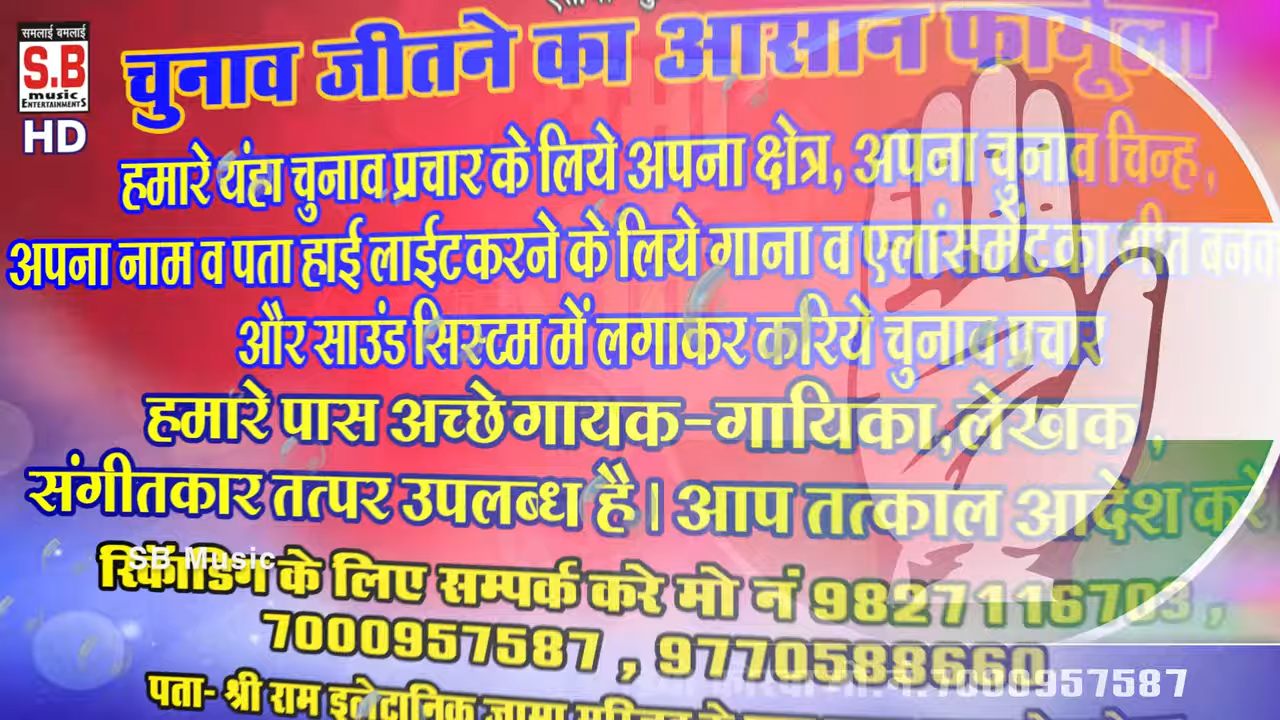 समलाई बमलाई
S.B
music
ENTERTAINMENTS
HD
चुनाव जीतने का आसान फार्मूला
हमारे यंहा चुनाव प्रचार के लिये अपना क्षेत्र, अपना चुनाव चिन्ह,
अपना नाम व पता हाई लाईट करने के लिये गाना व एलांसमेंट का गीत
और साउंड सिस्टम में लगाकर करिये चुनाव प्रचार
हमारे पास अच्छे गायक-गायिका,लेखक,
संगीतकार तत्पर उपलब्ध है। आप तत्काल आदेश करे
SB Music
रिकॉडिंग के लिए सम्पर्क करे मो नं 9827116703,
7000957587 , 9770588660
मो.नं.7000957587
पता- श्री राम इलेटानिक जामा मस्जिद के